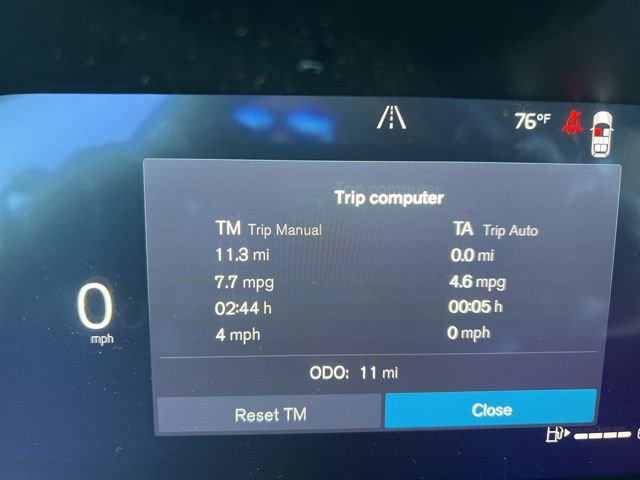 76°F
Trip computer
TM Trip Manual TA Trip Auto
11.3 mi 0.0 mi
7.7 mpg 4.6 mpg
02:44 h 00:05 h
4 mph 0 mph
0
mph
ODO: 11 mi
Reset TM Close